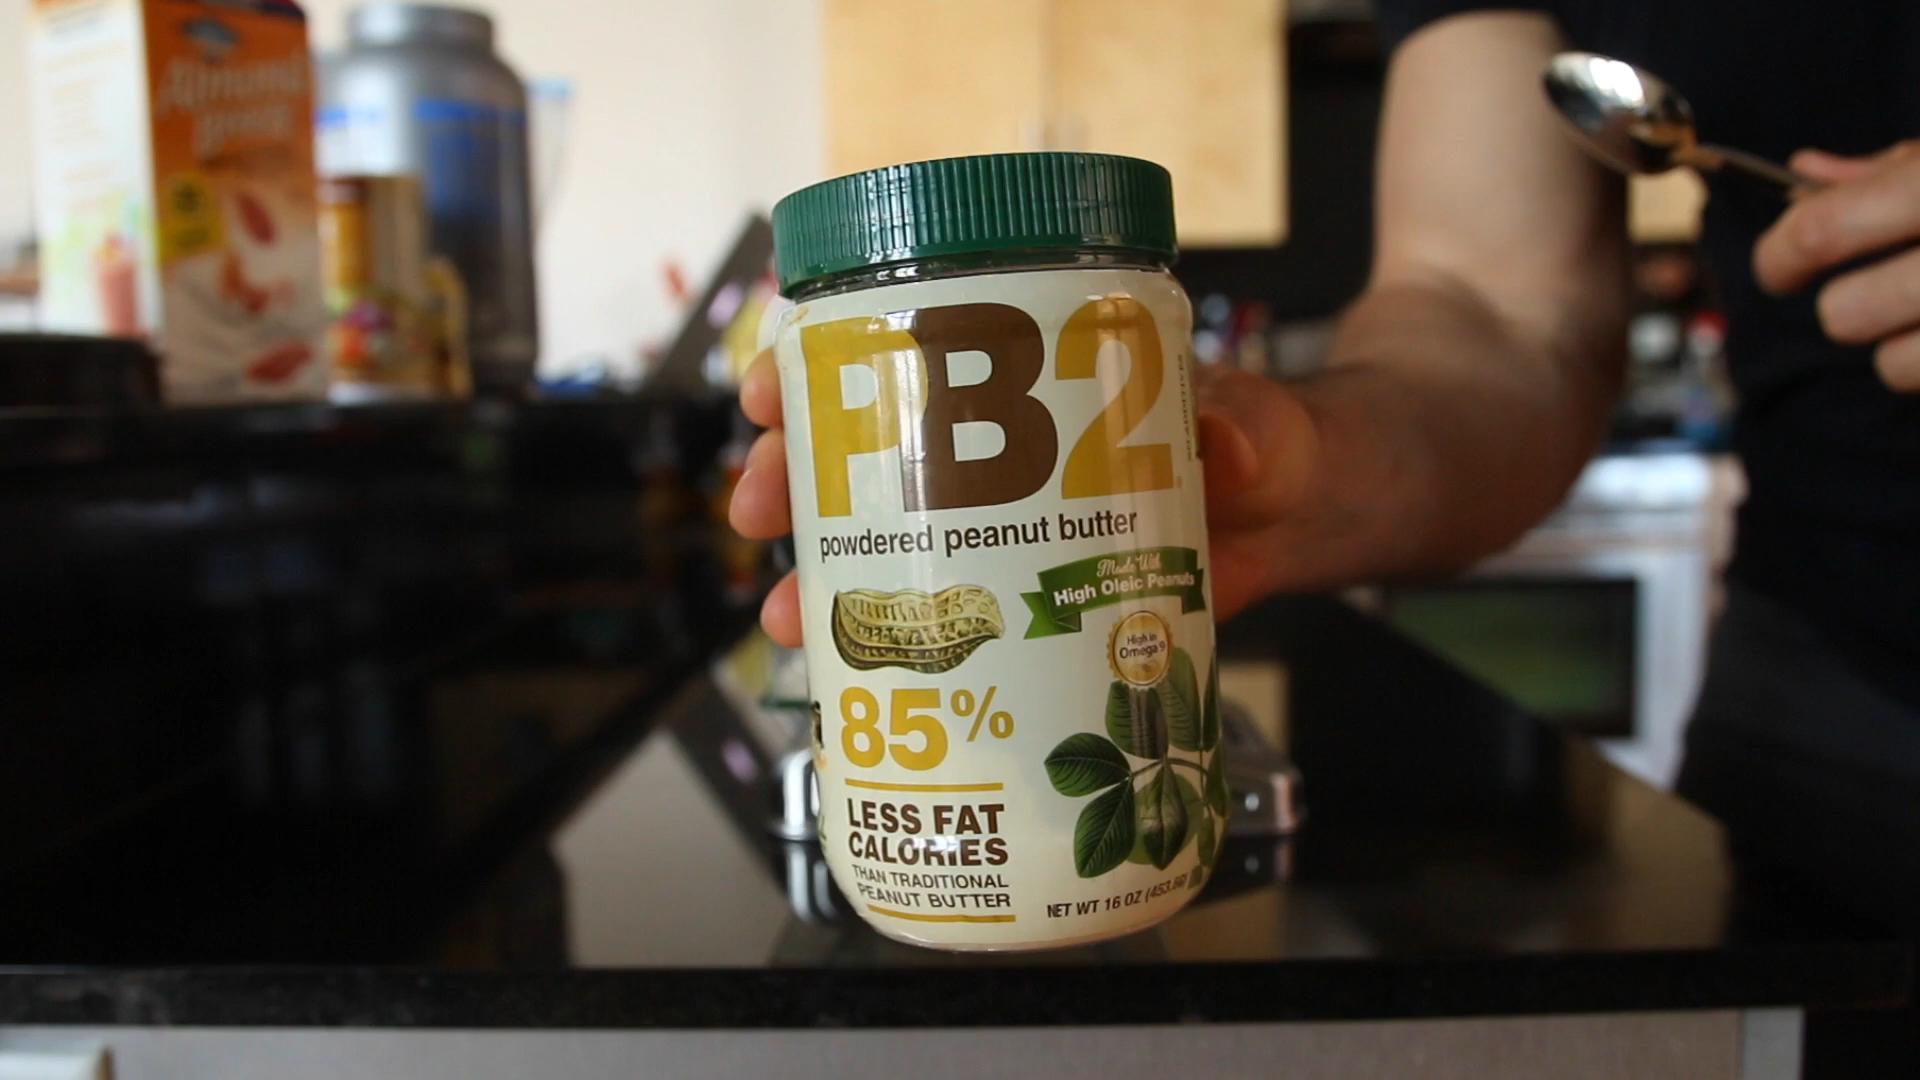 PB2
powdered peanut butter
Made With
High Oleic Peanuts
High in
Omega 9
85%
LESS FAT
CALORIES
THAN TRADITIONAL
PEANUT BUTTER
NET WT 16 OZ
Almond